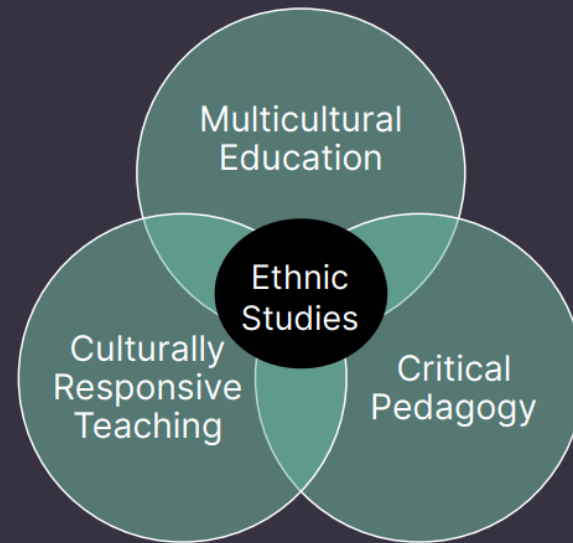 Multicultural
Education
Ethnic
Studies
Culturally
Responsive
Teaching
Critical
Pedagogy